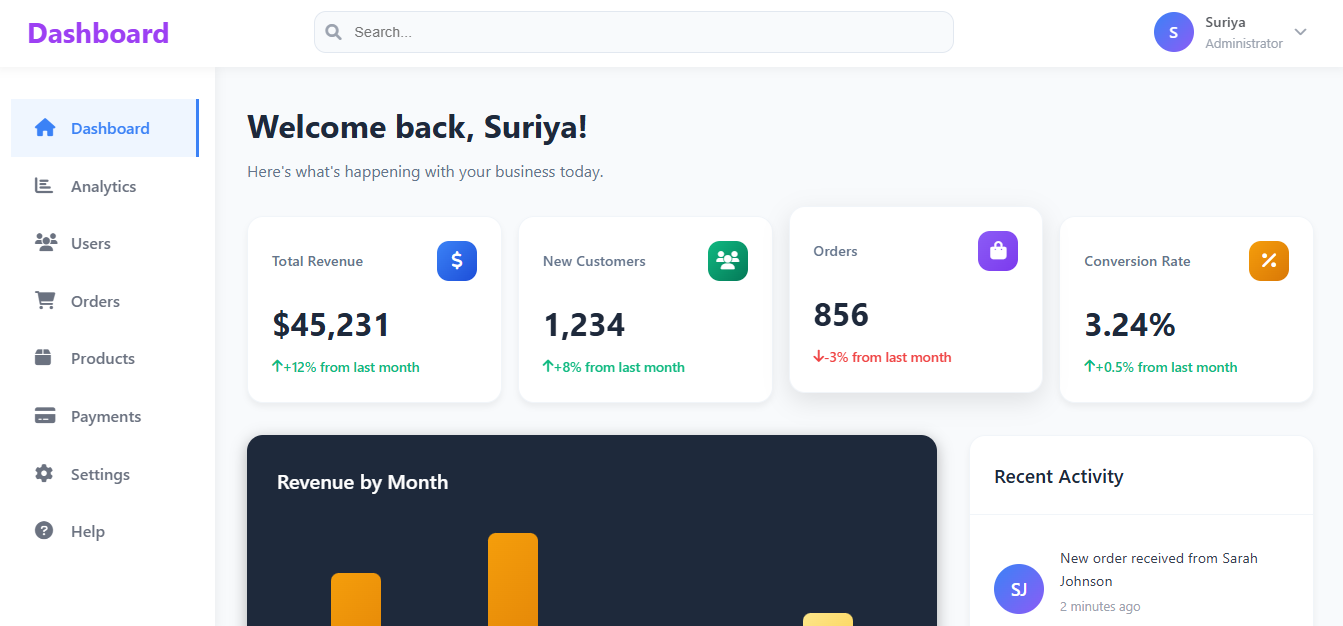 Dashboard
Search...
S
Suriya
Administrator
Dashboard
Analytics
Users
Orders
Products
Payments
Settings
Help
Welcome back, Suriya!
Here's what's happening with your business today.
Total Revenue
$
$45,231
+12% from last month
New Customers
1,234
+8% from last month
Orders
856
-3% from last month
Conversion Rate
%
3.24%
+0.5% from last month
Revenue by Month
Recent Activity
SJ
New order received from Sarah
Johnson
2 minutes ago